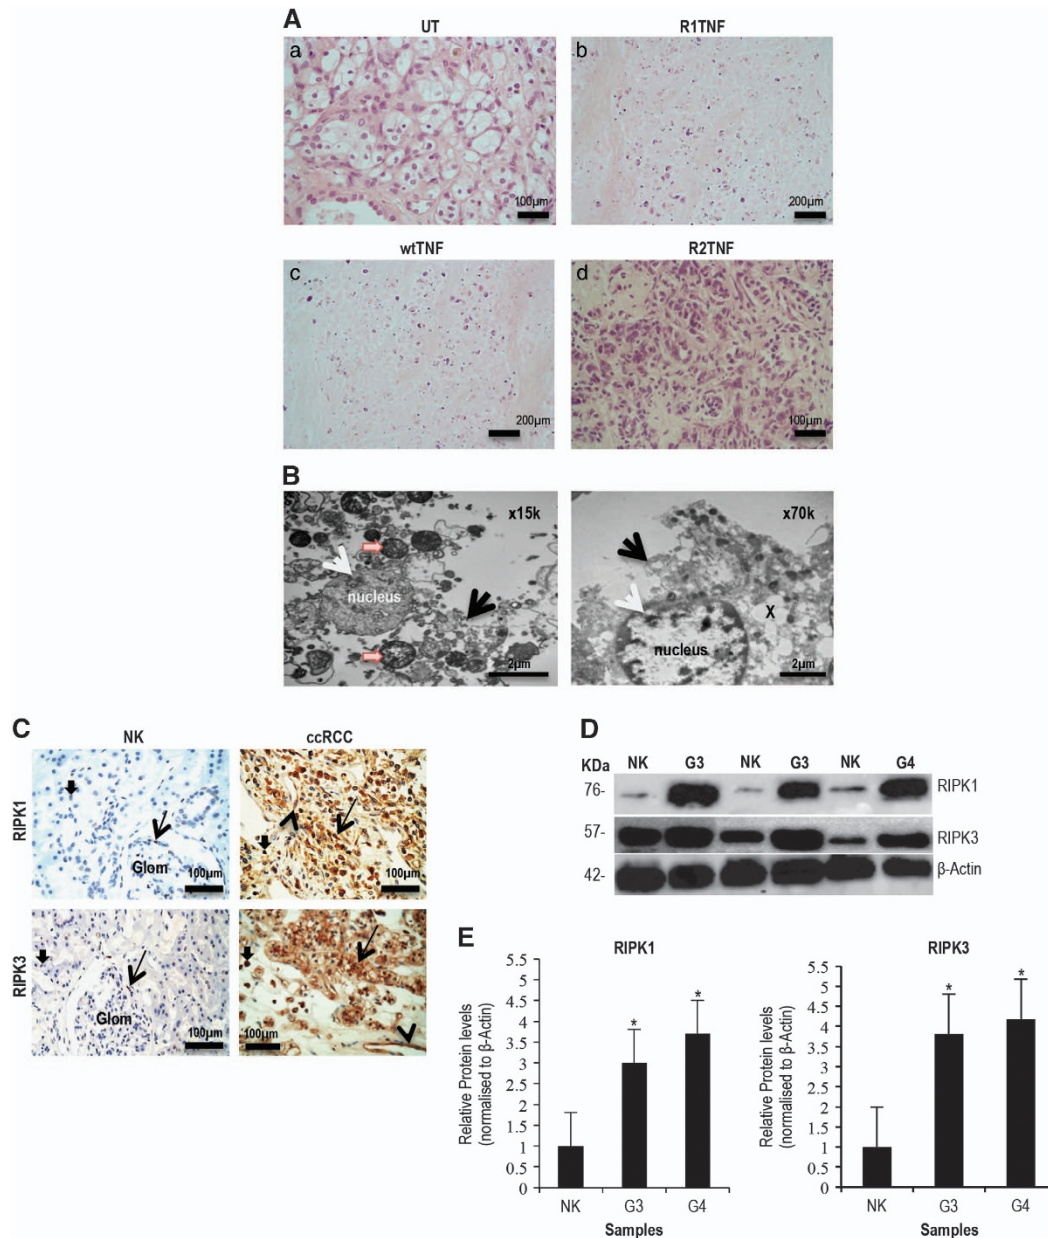 A
UT
R1TNF
a
b
100µm
200µm
wtTNF
R2TNF
c
d
200µm
100µm
B
x15k
x70k
nucleus
X
nucleus
2µm
2µm
C
NK
ccRCC
RIPK1
Glom
100µm
100µm
RIPK3
Glom
100µm
100µm
D
KDa
NK
G3
NK
G3
NK
G4
76-
RIPK1
57-
RIPK3
42-
β-Actin
E
RIPK1
Relative Protein levels
(normalised to β-Actin)
5.5
5
4.5
4
3.5
3
2.5
2
1.5
1
0.5
0
*
*
NK
G3
G4
Samples
RIPK3
Relative Protein levels
(normalised to β-Actin)
5.5
5
4.5
4
3.5
3
2.5
2
1.5
1
0.5
0
*
*
NK
G3
G4
Samples